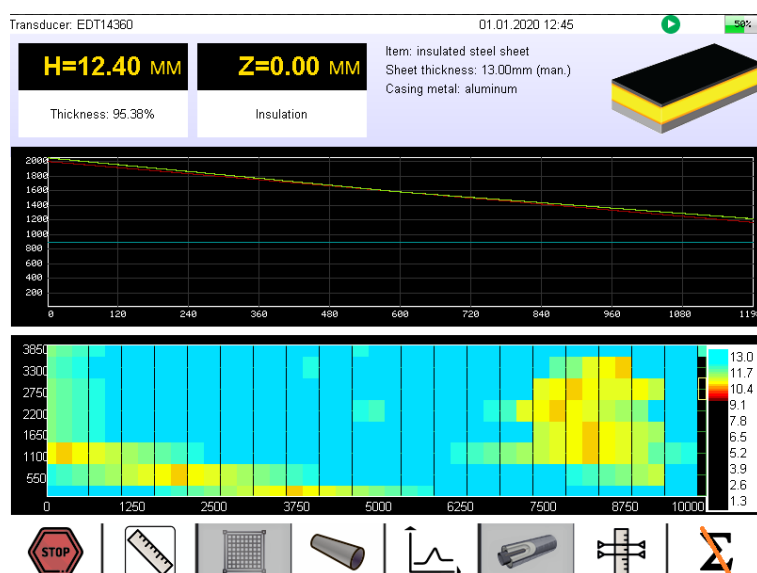 Transducer: EDT14360
01.01.2020 12:45
50%
H=12.40 MM
Thickness: 95.38%
Z=0.00 MM
Insulation
Item: insulated steel sheet
Sheet thickness: 13.00mm (man.)
Casing metal: aluminum
2000
1800
1600
1400
1200
1000
800
600
400
200
0 120 240 360 480 600 720 840 960 1080 119
3850
3300
2750
2200
1650
1100
550
0 1250 2500 3750 5000 6250 7500 8750 10000
13.0
11.7
10.4
9.1
7.8
6.5
5.2
3.9
2.6
1.3
STOP
Σ